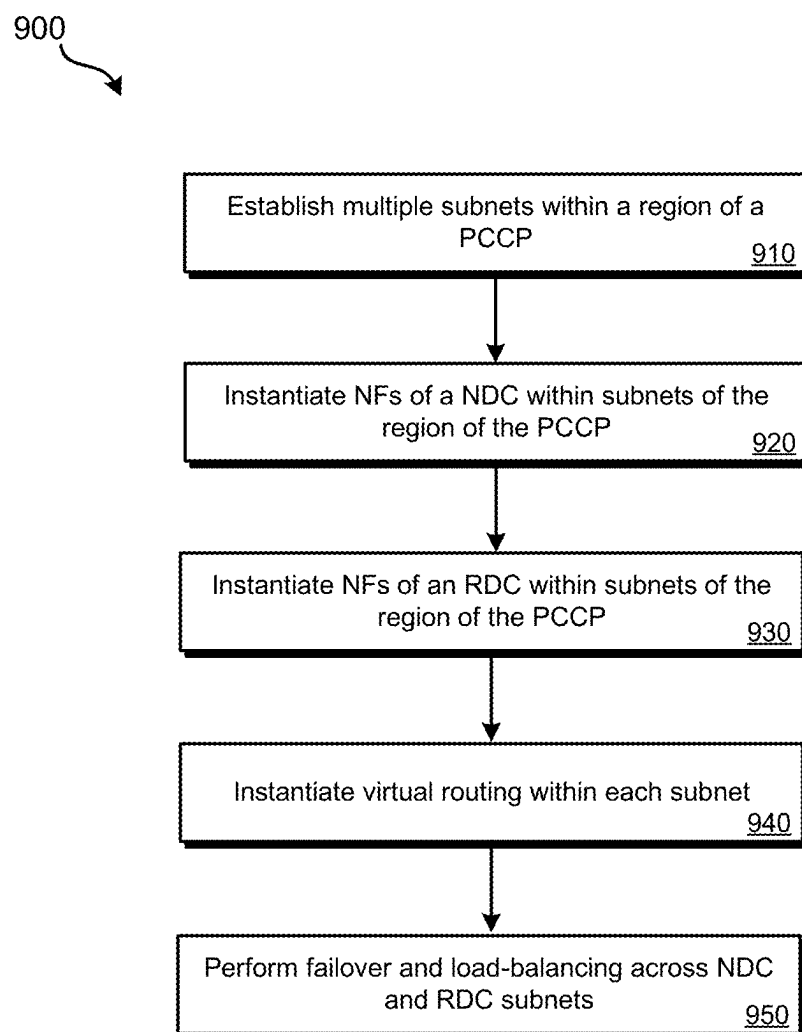 900
Establish multiple subnets within a region of a
PCCP
910
Instantiate NFs of a NDC within subnets of the
region of the PCCP
920
Instantiate NFs of an RDC within subnets of the
region of the PCCP
930
Instantiate virtual routing within each subnet
940
Perform failover and load-balancing across NDC
and RDC subnets
950